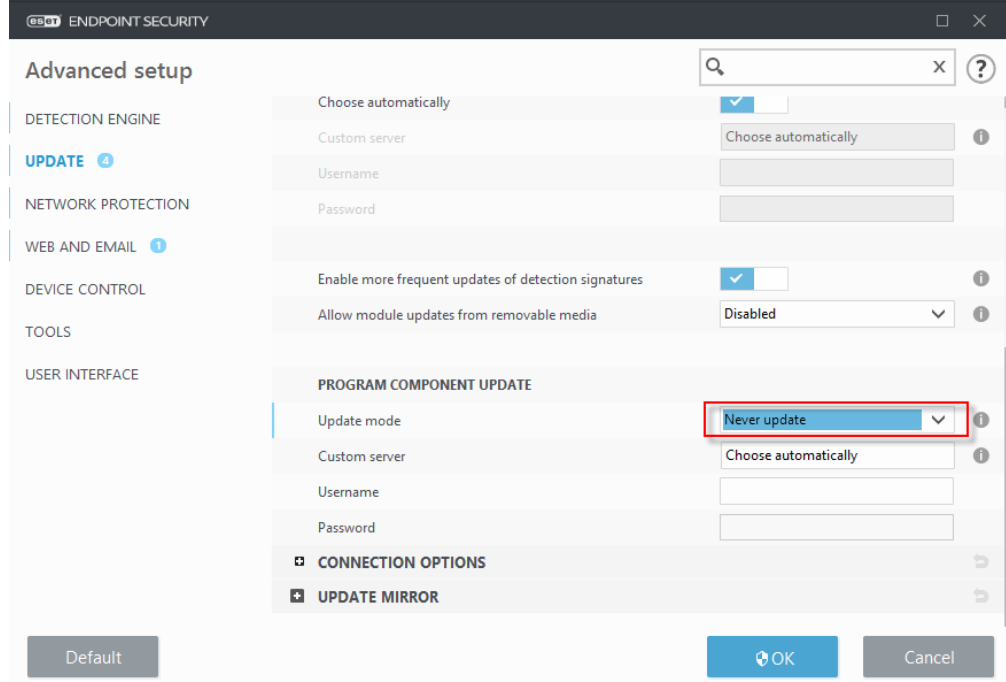 eset ENDPOINT SECURITY
Advanced setup
x
?
DETECTION ENGINE
UPDATE 4
NETWORK PROTECTION
WEB AND EMAIL 1
DEVICE CONTROL
TOOLS
USER INTERFACE
Choose automatically
Custom server Choose automatically
Username
Password
Enable more frequent updates of detection signatures
Allow module updates from removable media Disabled
PROGRAM COMPONENT UPDATE
Update mode Never update
Custom server Choose automatically
Username
Password
CONNECTION OPTIONS
UPDATE MIRROR
Default OK Cancel